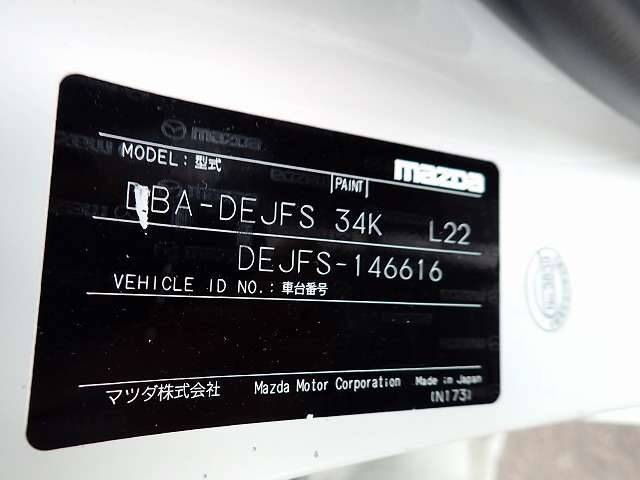 mazda
MODEL: 型式
PAINT
mazda
DBA-DEJFS 34K L22
DEJFS-146616
VEHICLE ID NO.: 車台番号
マツダ株式会社 Mazda Motor Corporation Made in Japan
(N173)